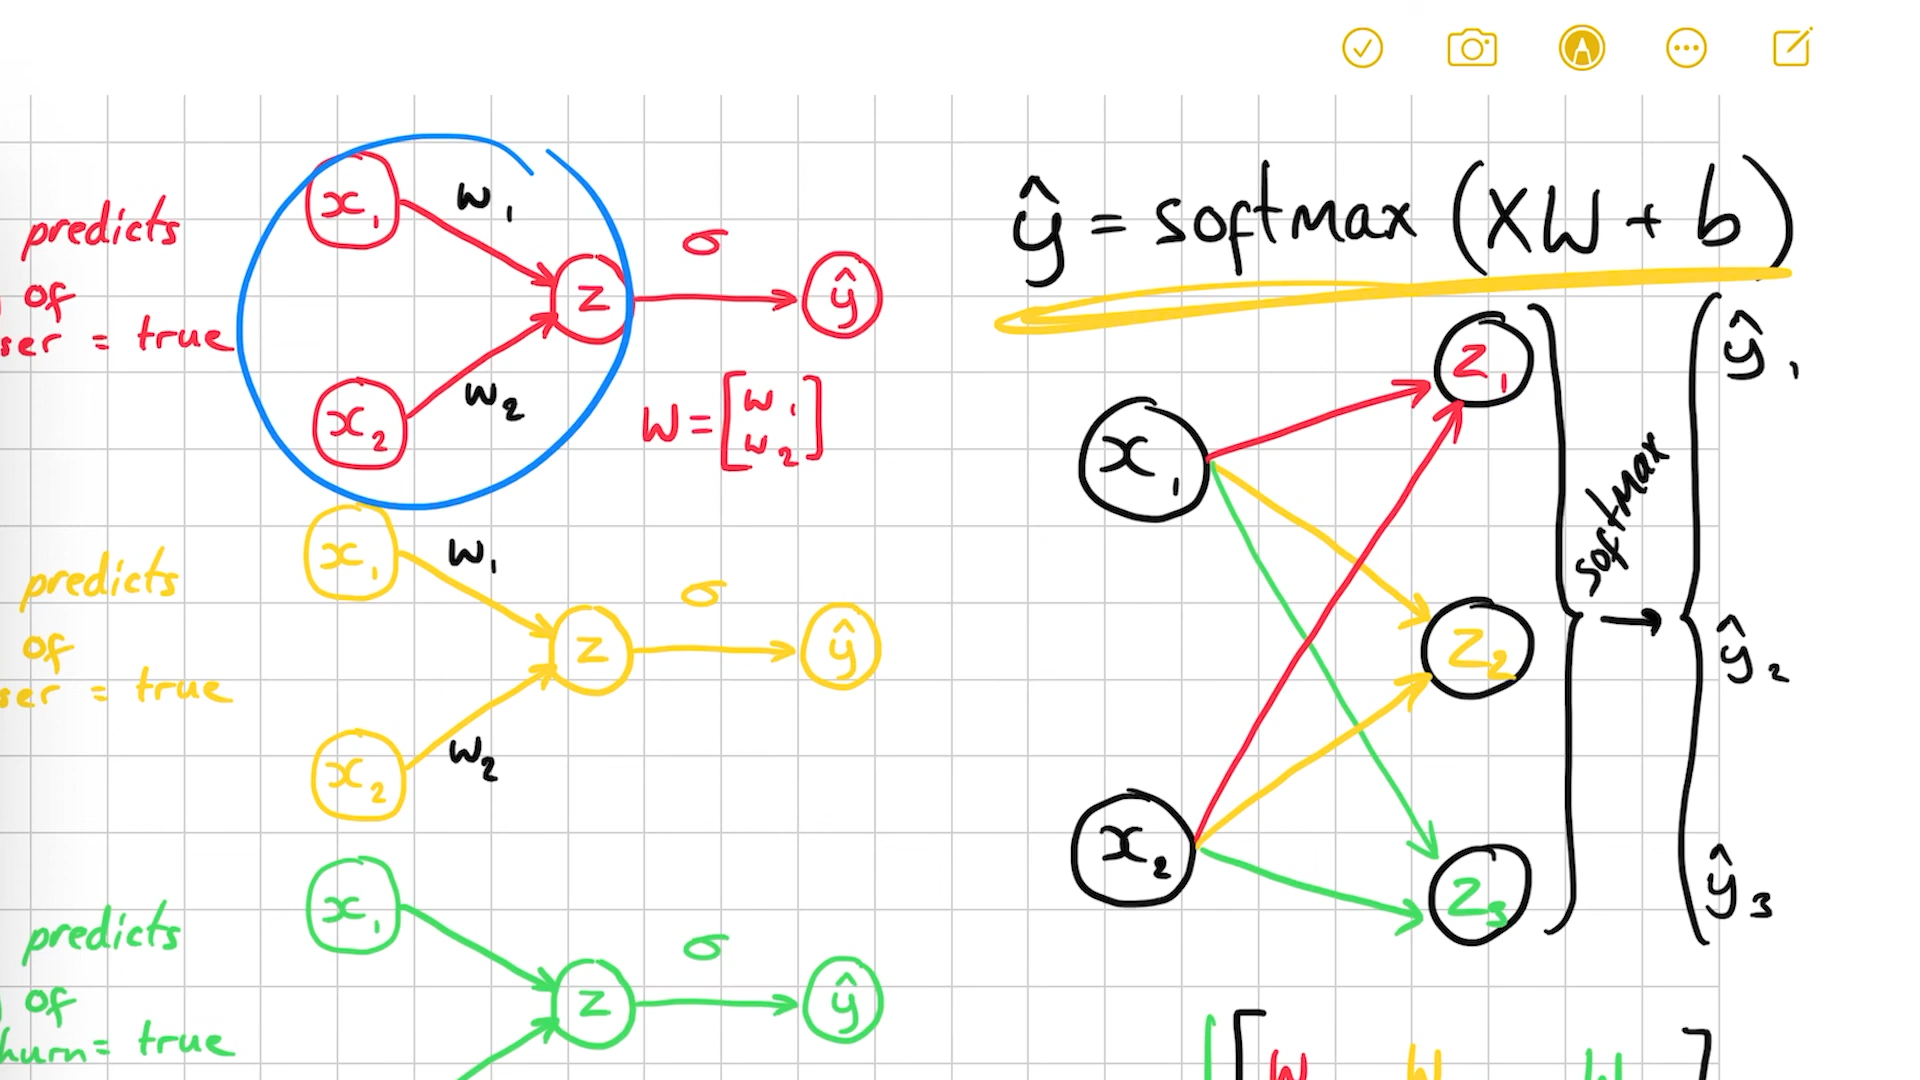 predicts
of
ser = true
x₁
w₁
x₂
w₂
z
σ
ŷ
W = [w₁
w₂]
predicts
of
ser = true
x₁
w₁
x₂
w₂
z
σ
ŷ
predicts
of
hurn = true
x₁
z
σ
ŷ
ŷ = softmax (XW + b)
x₁
x₂
z₁
z₂
z₃
softmax
→
ŷ₁
ŷ₂
ŷ₃
W W W